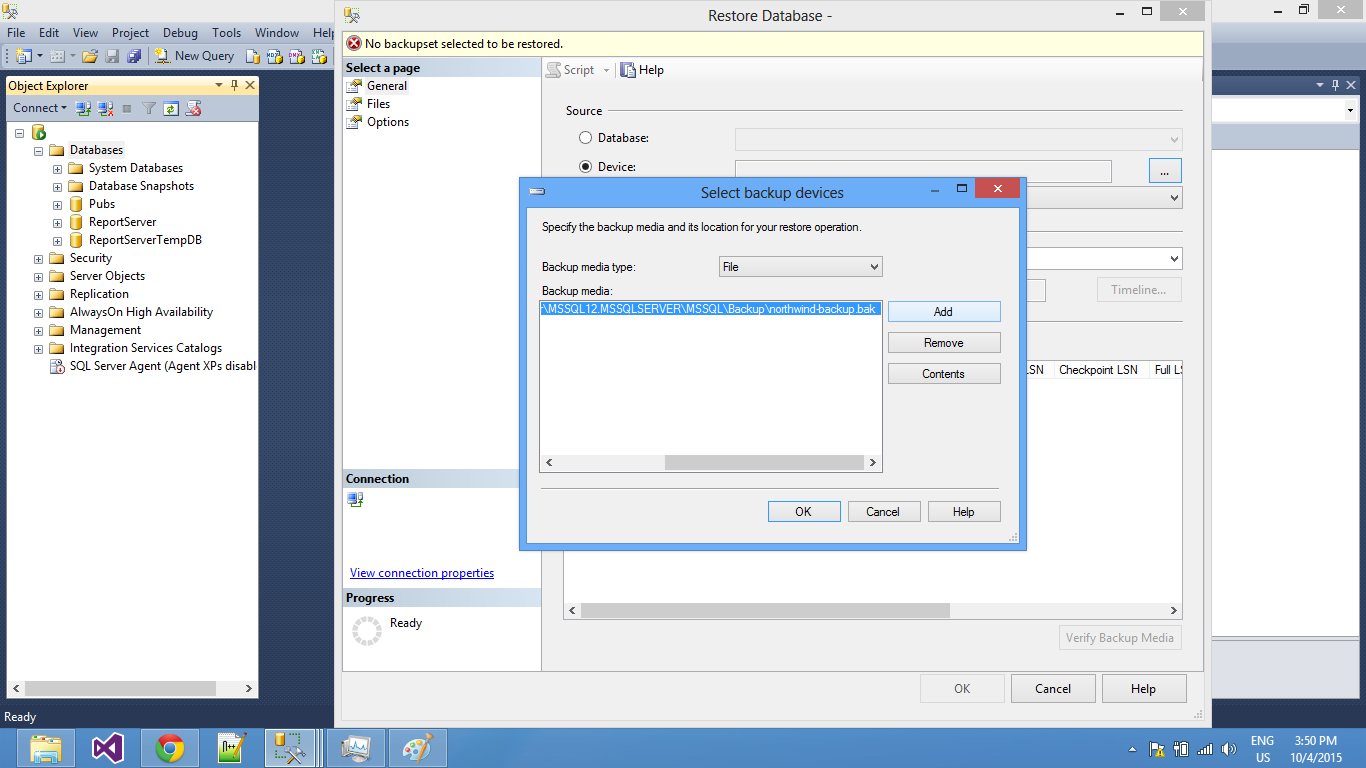 File Edit View Project Debug Tools Window Help
New Query
Object Explorer
Connect
Databases
System Databases
Database Snapshots
Pubs
ReportServer
ReportServerTempDB
Security
Server Objects
Replication
AlwaysOn High Availability
Management
Integration Services Catalogs
SQL Server Agent (Agent XPs disabl
Ready
Restore Database -
No backupset selected to be restored.
Select a page
General
Files
Options
Script Help
Source
Database:
Device:
...
Timeline...
LSN Checkpoint LSN Full LS
Connection
View connection properties
Progress
Ready
Verify Backup Media
OK Cancel Help
Select backup devices
Specify the backup media and its location for your restore operation.
Backup media type: File
Backup media:
\MSSQL12.MSSQLSERVER\MSSQL\Backup\northwind-backup.bak
Add
Remove
Contents
OK Cancel Help
ENG 3:50 PM
US 10/4/2015